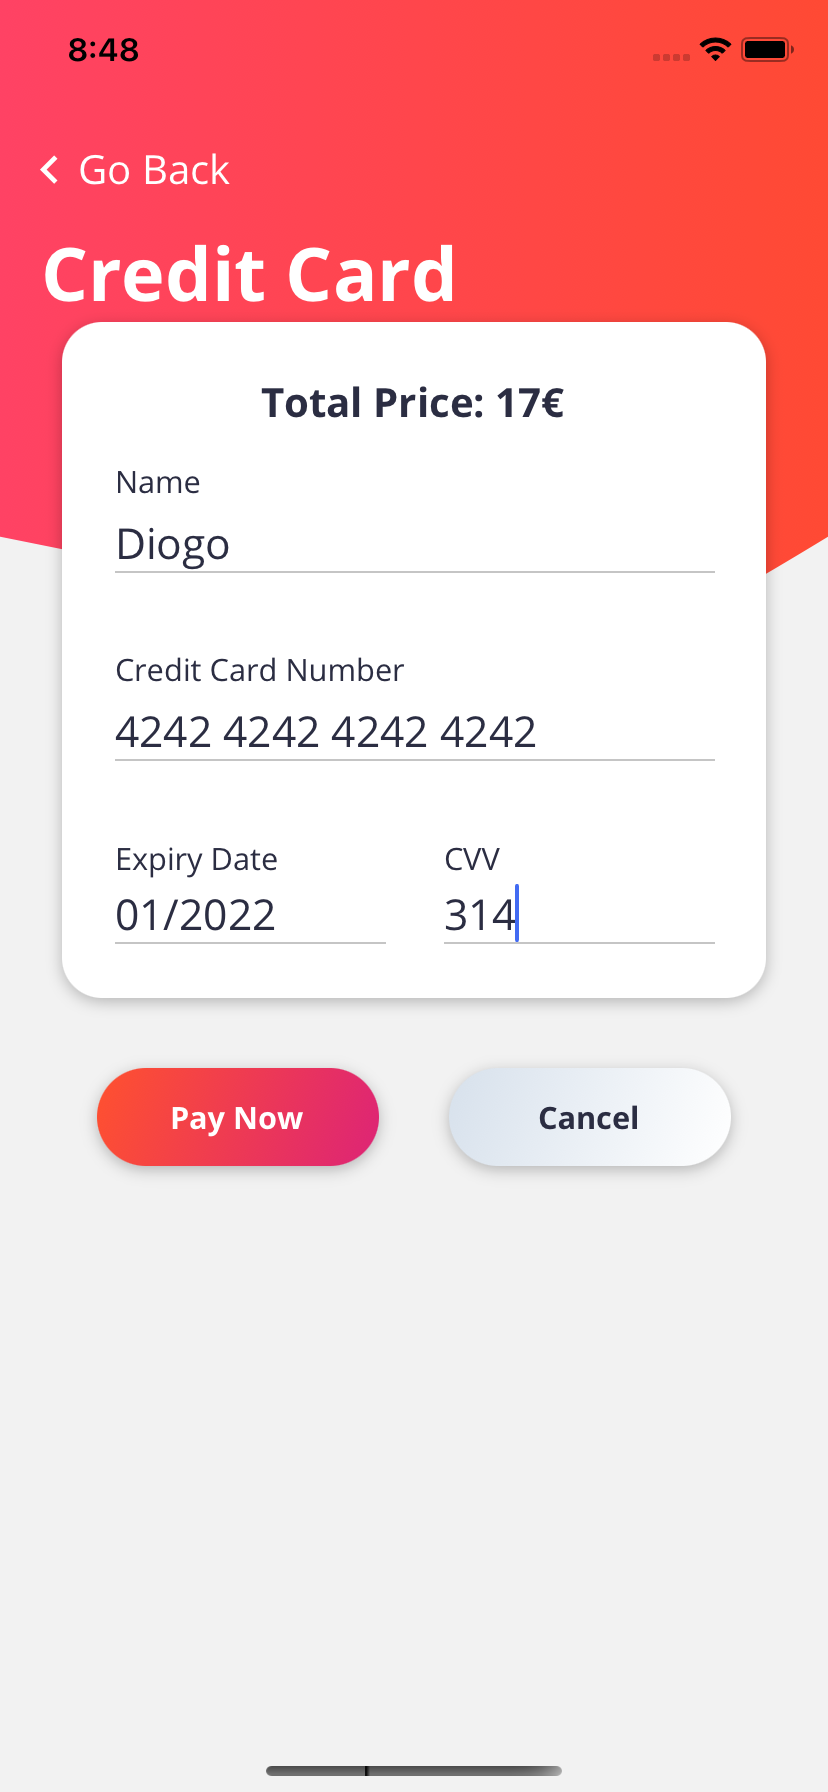 8:48
Go Back
Credit Card
Total Price: 17€
Name
Diogo
Credit Card Number
4242 4242 4242 4242
Expiry Date CVV
01/2022 314
Pay Now Cancel